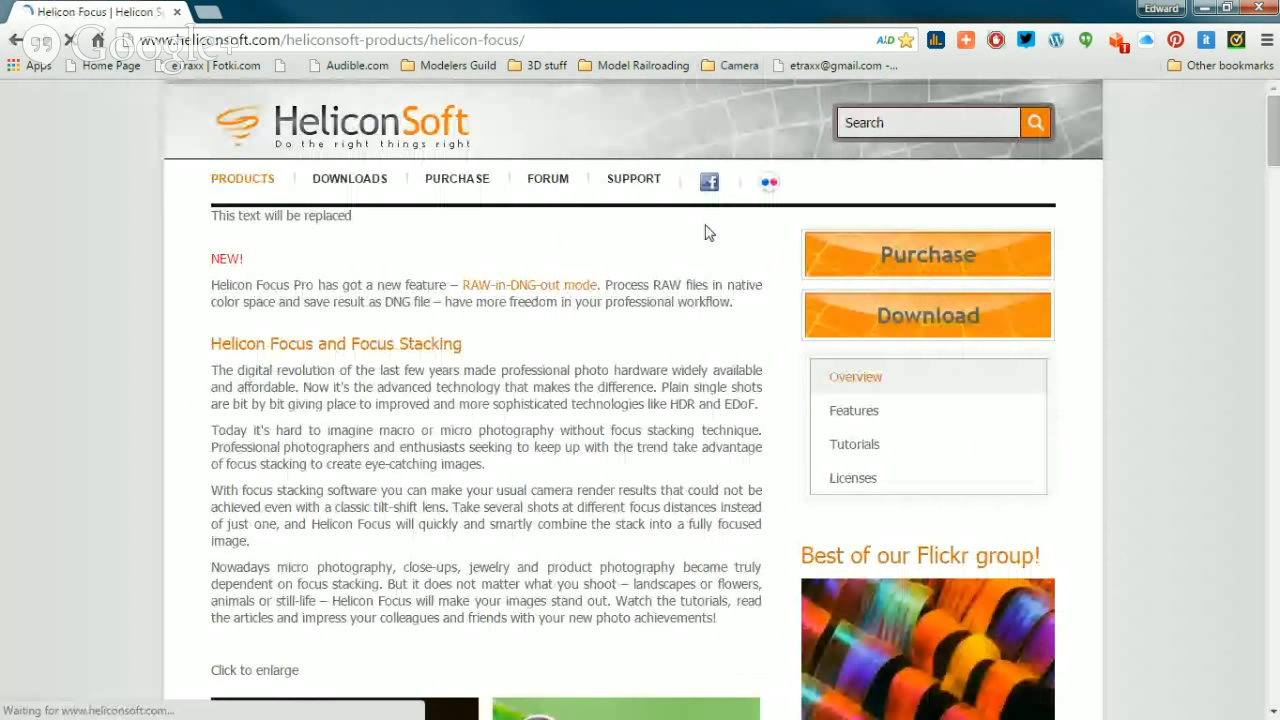 Helicon Focus | Helicon S
Edward
Google+
www.heliconsoft.com/heliconsoft-products/helicon-focus/
Apps
Home Page
etraxx | Fotki.com
Audible.com
Modelers Guild
3D stuff
Model Railroading
Camera
etraxx@gmail.com -...
Other bookmarks
HeliconSoft
Do the right things right
Search
PRODUCTS
DOWNLOADS
PURCHASE
FORUM
SUPPORT
This text will be replaced
NEW!
Helicon Focus Pro has got a new feature – RAW-in-DNG-out mode. Process RAW files in native
color space and save result as DNG file – have more freedom in your professional workflow.
Helicon Focus and Focus Stacking
The digital revolution of the last few years made professional photo hardware widely available
and affordable. Now it's the advanced technology that makes the difference. Plain single shots
are bit by bit giving place to improved and more sophisticated technologies like HDR and EDoF.
Today it's hard to imagine macro or micro photography without focus stacking technique.
Professional photographers and enthusiasts seeking to keep up with the trend take advantage
of focus stacking to create eye-catching images.
With focus stacking software you can make your usual camera render results that could not be
achieved even with a classic tilt-shift lens. Take several shots at different focus distances instead
of just one, and Helicon Focus will quickly and smartly combine the stack into a fully focused
image.
Nowadays micro photography, close-ups, jewelry and product photography became truly
dependent on focus stacking. But it does not matter what you shoot – landscapes or flowers,
animals or still-life – Helicon Focus will make your images stand out. Watch the tutorials, read
the articles and impress your colleagues and friends with your new photo achievements!
Click to enlarge
Purchase
Download
Overview
Features
Tutorials
Licenses
Best of our Flickr group!
Waiting for www.heliconsoft.com...